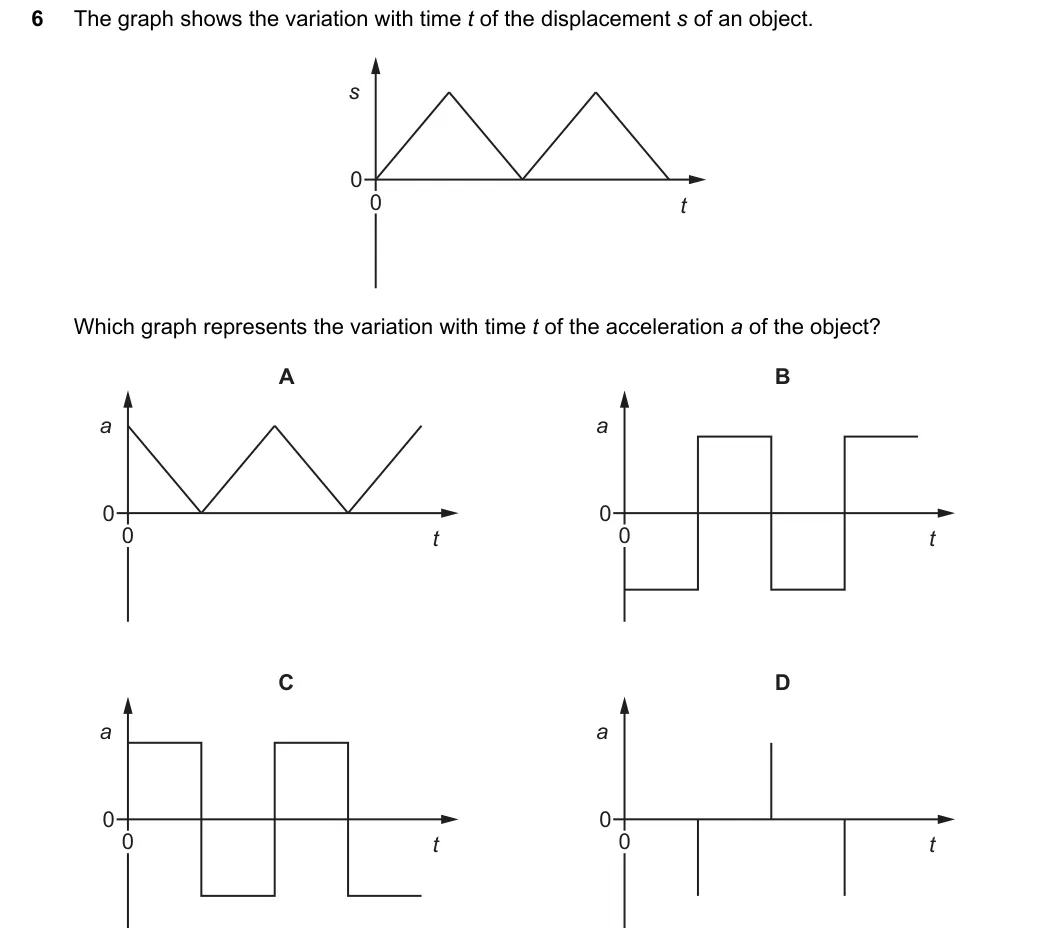 6 The graph shows the variation with time t of the displacement s of an object.
s
0
0
t
Which graph represents the variation with time t of the acceleration a of the object?
A
B
a
a
0
0
0
t
0
t
C
D
a
a
0
0
0
t
0
t